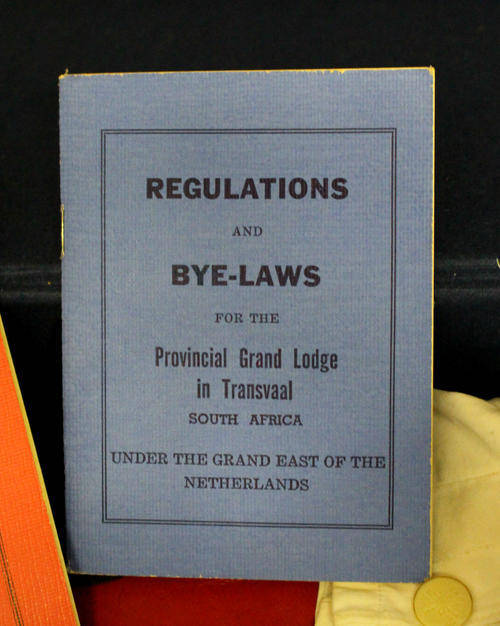 REGULATIONS
AND
BYE-LAWS
FOR THE
Provincial Grand Lodge
in Transvaal
SOUTH AFRICA
UNDER THE GRAND EAST OF THE
NETHERLANDS